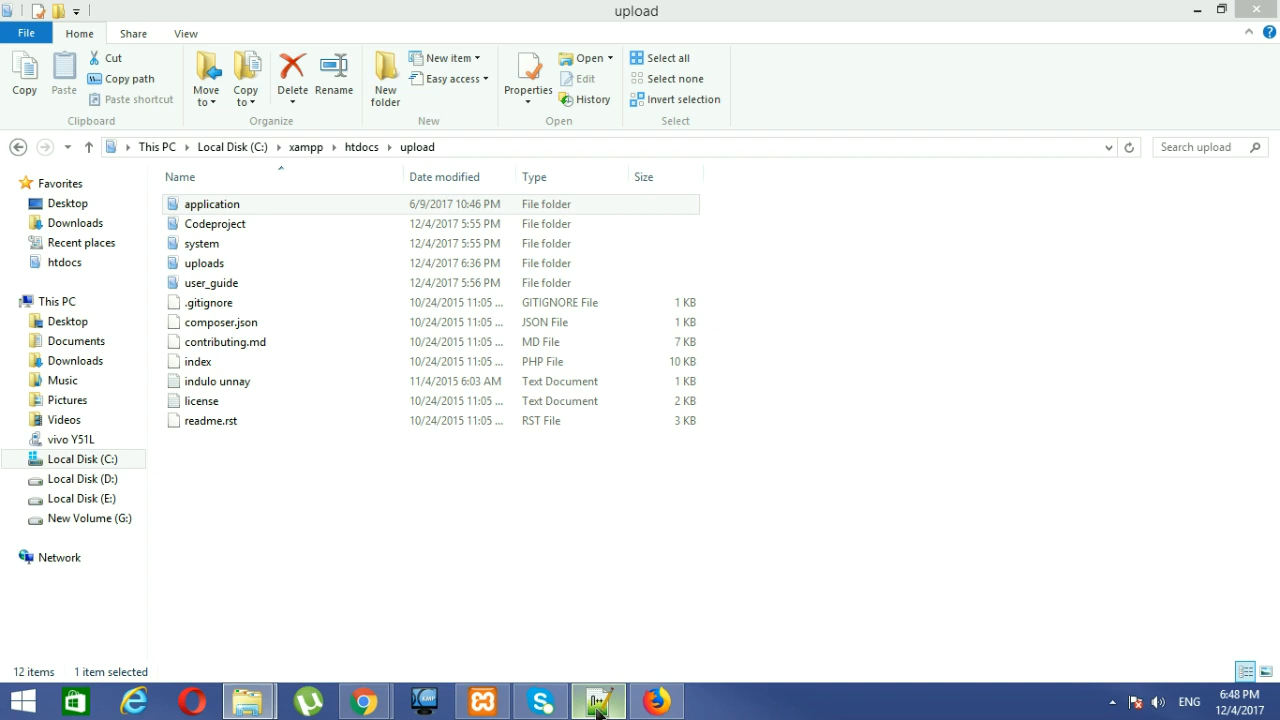 upload
File Home Share View
Copy Paste Cut Copy path Paste shortcut Move to Copy to Delete Rename New folder New item Easy access Properties Open Edit History Select all Select none Invert selection
Clipboard Organize New Open Select
This PC Local Disk (C:) xampp htdocs upload Search upload
Name Date modified Type Size
application 6/9/2017 10:46 PM File folder
Codeproject 12/4/2017 5:55 PM File folder
system 12/4/2017 5:55 PM File folder
uploads 12/4/2017 6:36 PM File folder
user_guide 12/4/2017 5:56 PM File folder
.gitignore 10/24/2015 11:05 ... GITIGNORE File 1 KB
composer.json 10/24/2015 11:05 ... JSON File 1 KB
contributing.md 10/24/2015 11:05 ... MD File 7 KB
index 10/24/2015 11:05 ... PHP File 10 KB
indulo unnay 11/4/2015 6:03 AM Text Document 1 KB
license 10/24/2015 11:05 ... Text Document 2 KB
readme.rst 10/24/2015 11:05 ... RST File 3 KB
Favorites
Desktop
Downloads
Recent places
htdocs
This PC
Desktop
Documents
Downloads
Music
Pictures
Videos
vivo Y51L
Local Disk (C:)
Local Disk (D:)
Local Disk (E:)
New Volume (G:)
Network
12 items 1 item selected
ENG 6:48 PM
12/4/2017